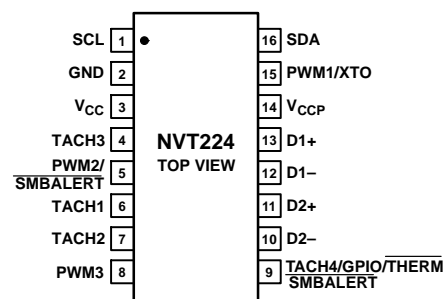 SCL 1 16 SDA
GND 2 15 PWM1/XTO
VCC 3 14 VCCP
TACH3 4 NVT224 13 D1+
PWM2/ TOP VIEW
SMBALERT 5 12 D1–
TACH1 6 11 D2+
TACH2 7 10 D2–
PWM3 8 9 TACH4/GPIO/THERM
SMBALERT